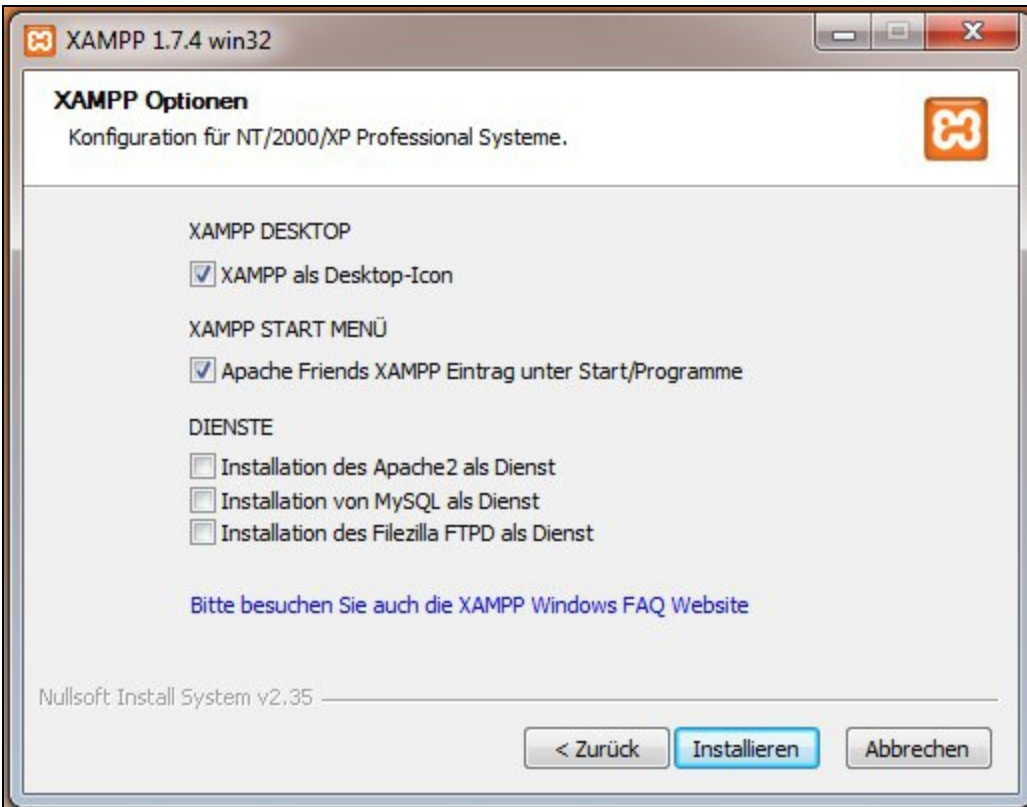 XAMPP 1.7.4 win32
XAMPP Optionen
Konfiguration für NT/2000/XP Professional Systeme.
XAMPP DESKTOP
XAMPP als Desktop-Icon
XAMPP START MENÜ
Apache Friends XAMPP Eintrag unter Start/Programme
DIENSTE
Installation des Apache2 als Dienst
Installation von MySQL als Dienst
Installation des Filezilla FTPD als Dienst
Bitte besuchen Sie auch die XAMPP Windows FAQ Website
Nullsoft Install System v2.35
< Zurück Installieren Abbrechen